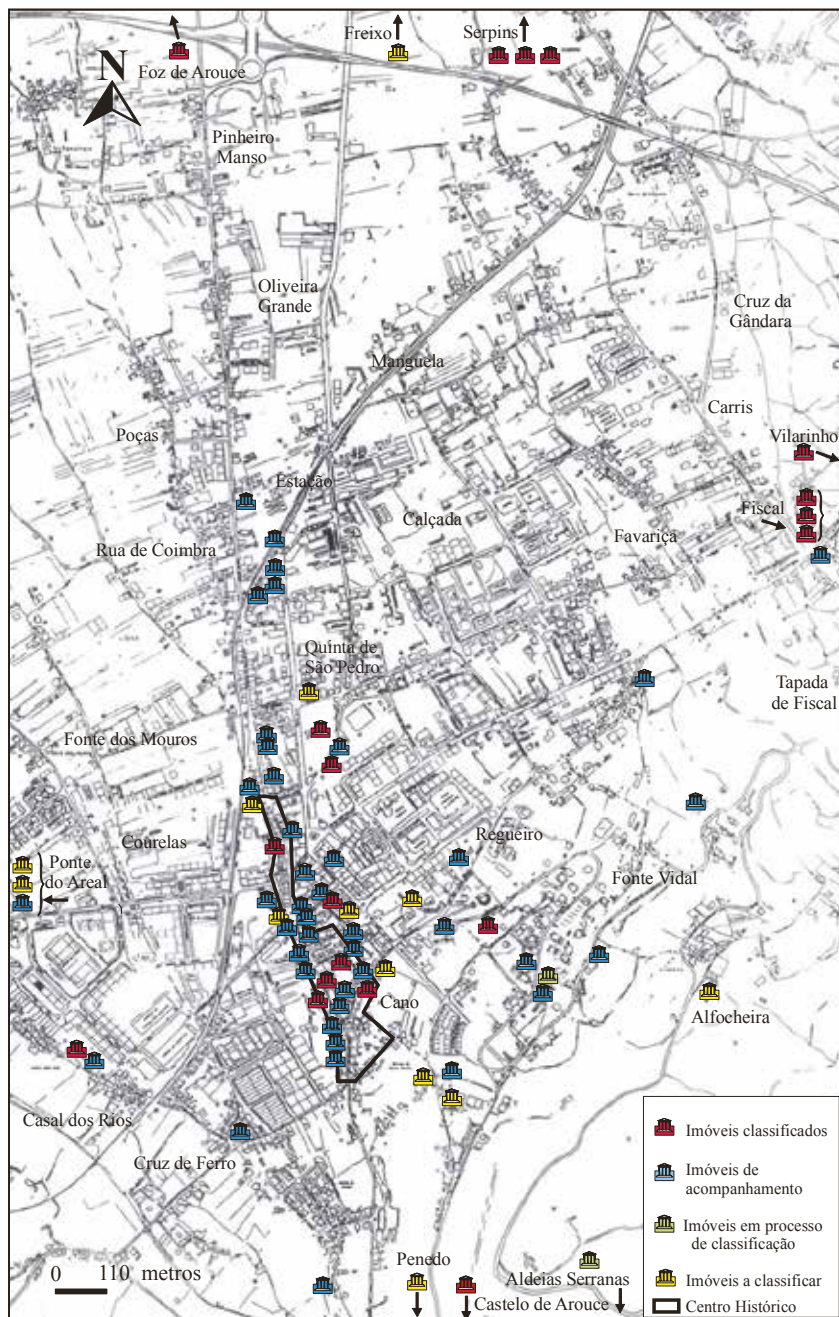 Freixo
Serpins
Foz de Arouce
N
Pinheiro
Manso
Oliveira
Grande
Cruz da
Gândara
Manguela
Carris
Poças
Vilarinho
Estação
Fiscal
Calçada
Rua de Coimbra
Favariça
Quinta de
São Pedro
Tapada
de Fiscal
Fonte dos Mouros
Courelas
Regueiro
Ponte
do Areal
Fonte Vidal
Cano
Alfocheira
Casal dos Rios
Cruz de Ferro
Penedo
Aldeias Serranas
Castelo de Arouce
0 110 metros
Imóveis classificados
Imóveis de
acompanhamento
Imóveis em processo
de classificação
Imóveis a classificar
Centro Histórico